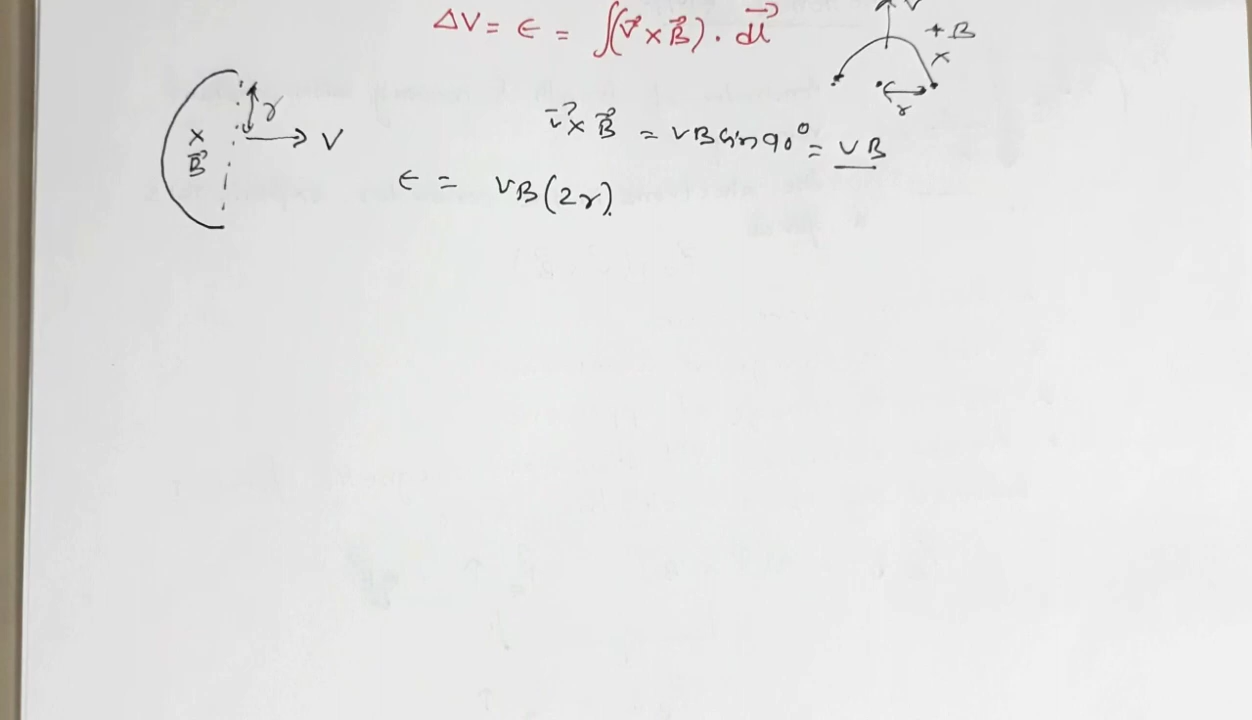 ΔV = ε = ∫(v⃗ × B⃗) . dl⃗
V
+ B
×
r
r
× B⃗
V
v⃗ × B⃗ = vB sin 90° = vB
ε = vB(2r).